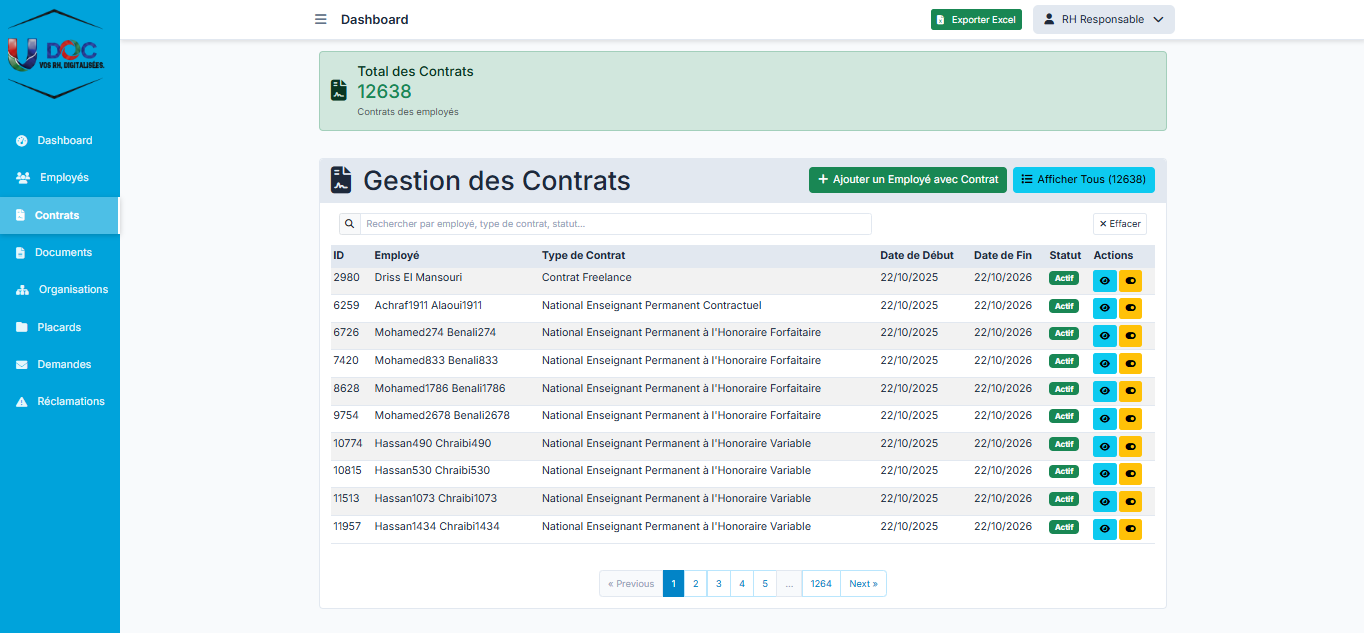 U DOC
VOS RH, DIGITALISÉES.
Dashboard
Employés
Contrats
Documents
Organisations
Placards
Demandes
Réclamations
Dashboard
Exporter Excel
RH Responsable
Total des Contrats
12638
Contrats des employés
Gestion des Contrats
+ Ajouter un Employé avec Contrat
Afficher Tous (12638)
Rechercher par employé, type de contrat, statut...
× Effacer
ID Employé Type de Contrat Date de Début Date de Fin Statut Actions
2980 Driss El Mansouri Contrat Freelance 22/10/2025 22/10/2026 Actif
6259 Achraf1911 Alaoui1911 National Enseignant Permanent Contractuel 22/10/2025 22/10/2026 Actif
6726 Mohamed274 Benali274 National Enseignant Permanent à l'Honoraire Forfaitaire 22/10/2025 22/10/2026 Actif
7420 Mohamed833 Benali833 National Enseignant Permanent à l'Honoraire Forfaitaire 22/10/2025 22/10/2026 Actif
8628 Mohamed1786 Benali1786 National Enseignant Permanent à l'Honoraire Forfaitaire 22/10/2025 22/10/2026 Actif
9754 Mohamed2678 Benali2678 National Enseignant Permanent à l'Honoraire Forfaitaire 22/10/2025 22/10/2026 Actif
10774 Hassan490 Chraibi490 National Enseignant Permanent à l'Honoraire Variable 22/10/2025 22/10/2026 Actif
10815 Hassan530 Chraibi530 National Enseignant Permanent à l'Honoraire Variable 22/10/2025 22/10/2026 Actif
11513 Hassan1073 Chraibi1073 National Enseignant Permanent à l'Honoraire Variable 22/10/2025 22/10/2026 Actif
11957 Hassan1434 Chraibi1434 National Enseignant Permanent à l'Honoraire Variable 22/10/2025 22/10/2026 Actif
« Previous 1 2 3 4 5 ... 1264 Next »